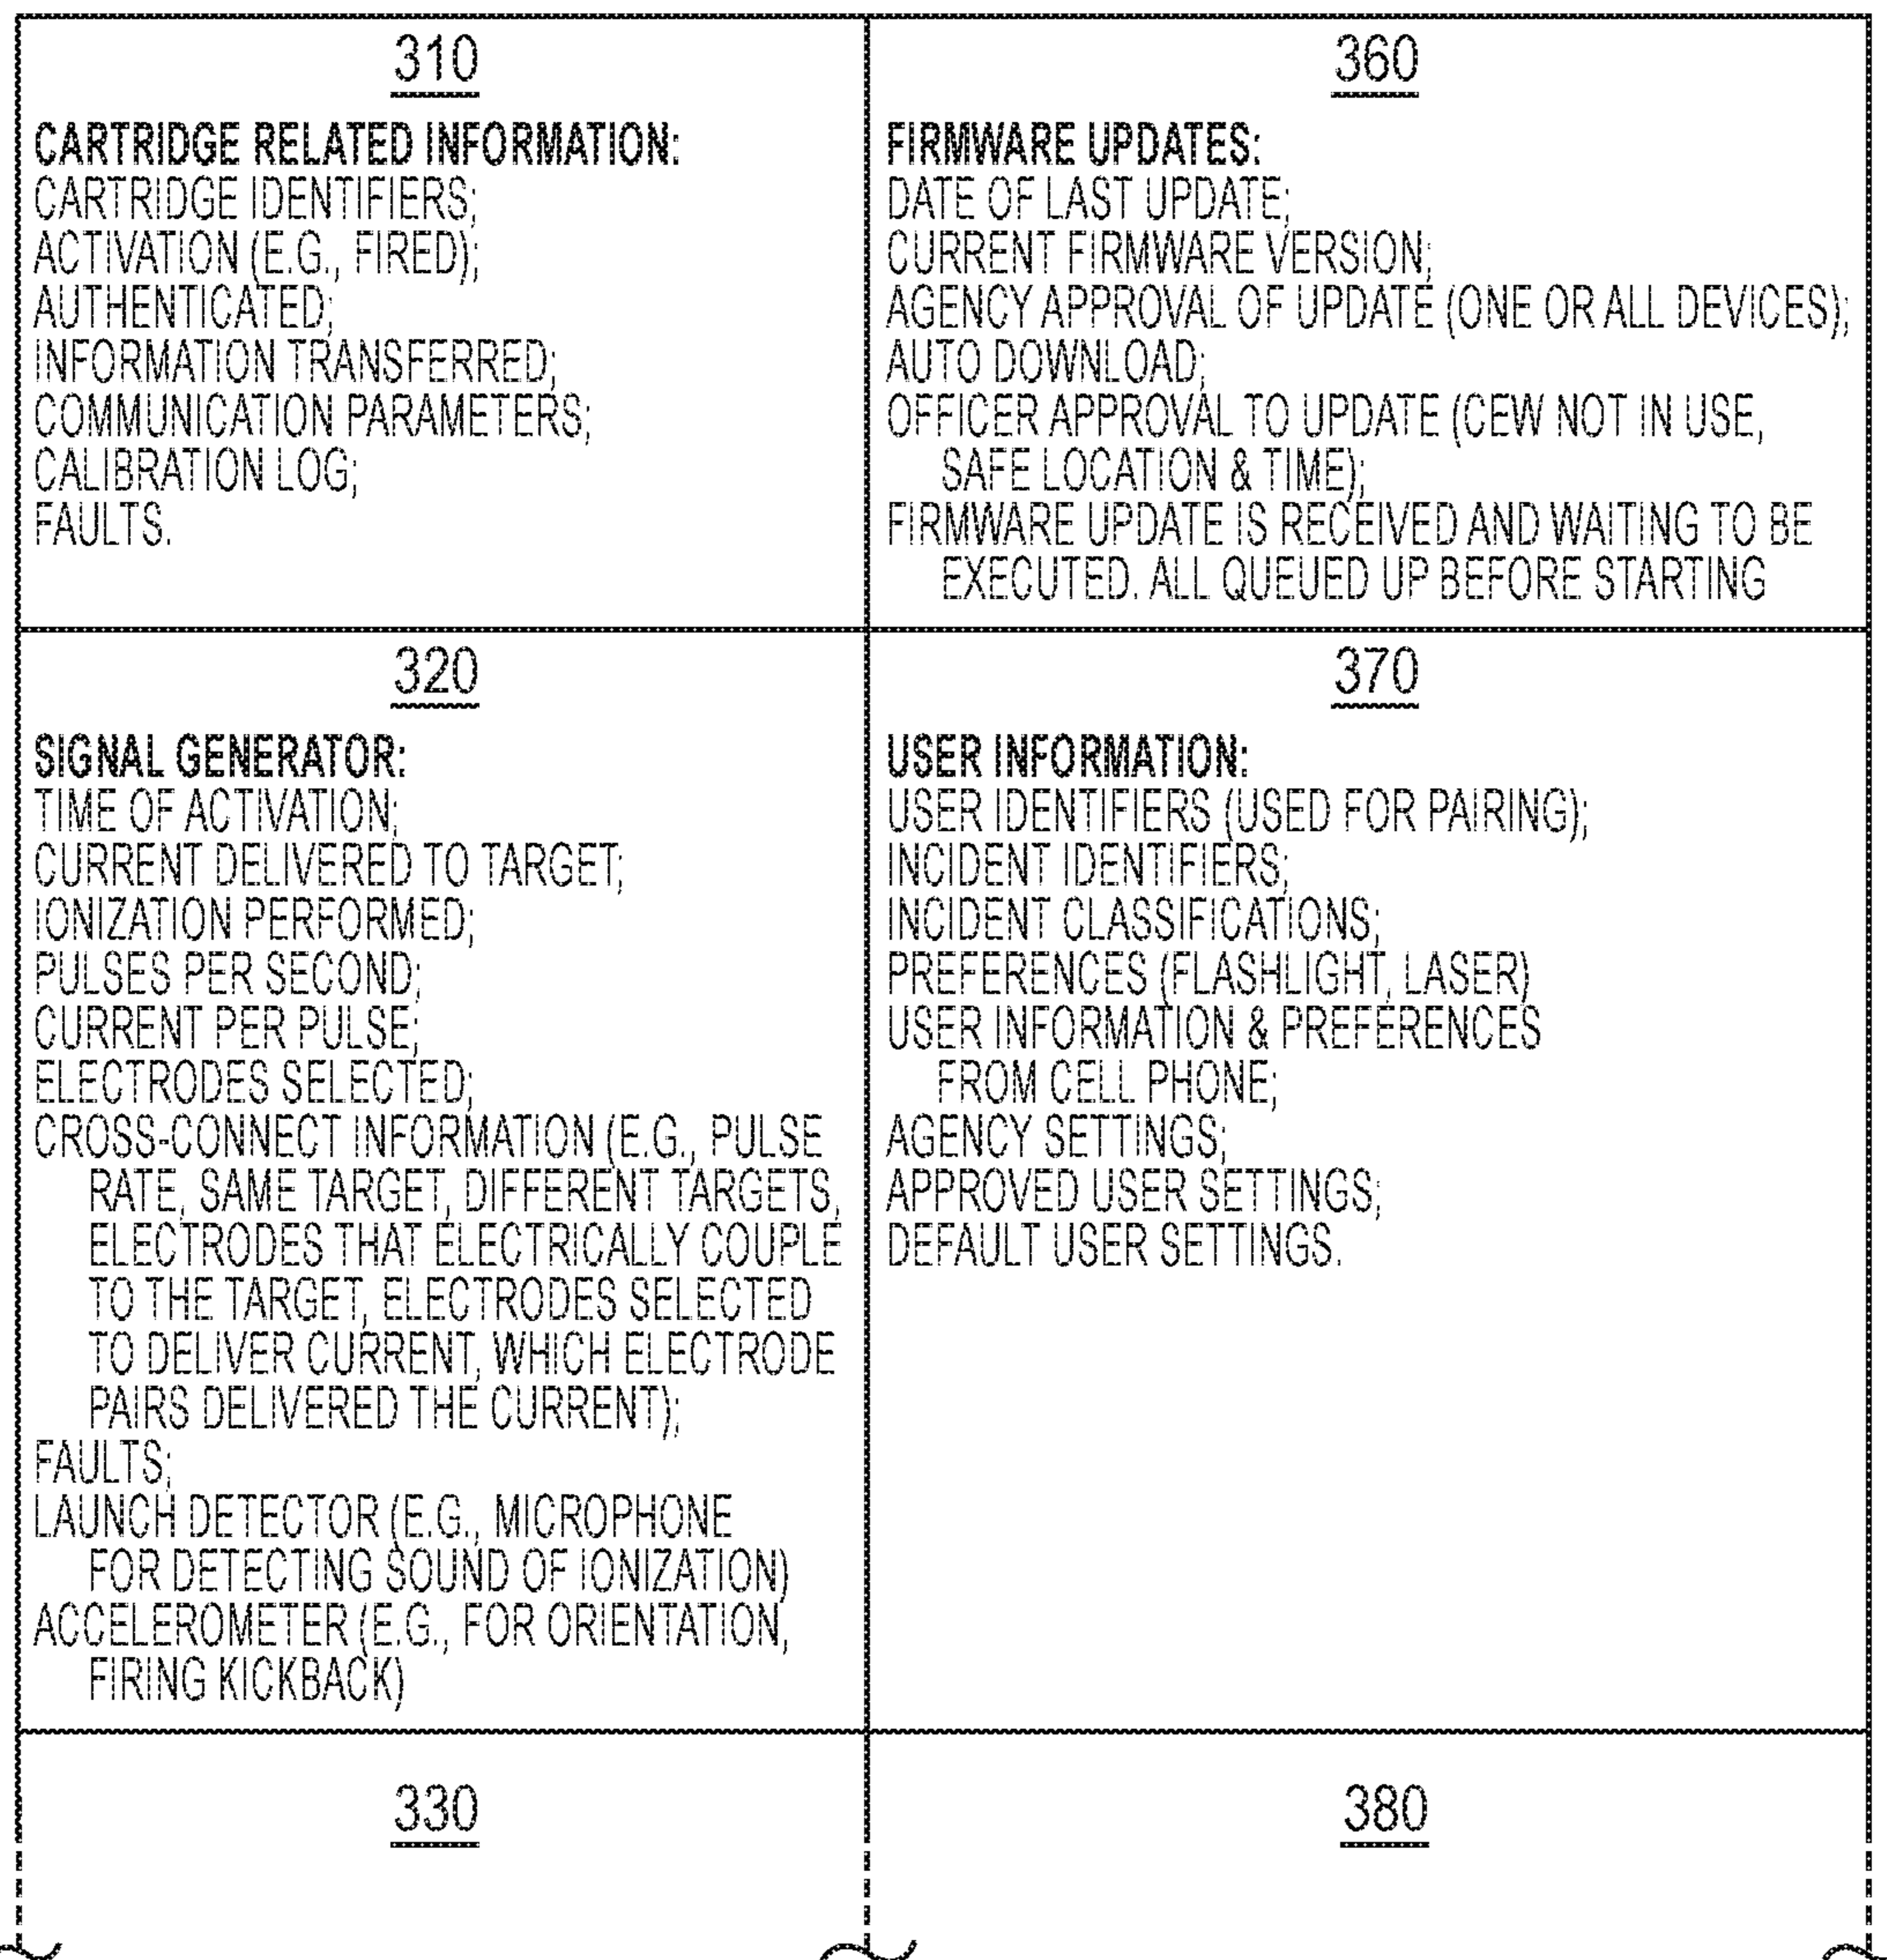 310
CARTRIDGE RELATED INFORMATION:
CARTRIDGE IDENTIFIERS;
ACTIVATION (E.G., FIRED);
AUTHENTICATED;
INFORMATION TRANSFERRED;
COMMUNICATION PARAMETERS;
CALIBRATION LOG;
FAULTS.
360
FIRMWARE UPDATES:
DATE OF LAST UPDATE;
CURRENT FIRMWARE VERSION;
AGENCY APPROVAL OF UPDATE (ONE OR ALL DEVICES);
AUTO DOWNLOAD;
OFFICER APPROVAL TO UPDATE (CEW NOT IN USE,
SAFE LOCATION & TIME);
FIRMWARE UPDATE IS RECEIVED AND WAITING TO BE
EXECUTED. ALL QUEUED UP BEFORE STARTING
320
SIGNAL GENERATOR:
TIME OF ACTIVATION;
CURRENT DELIVERED TO TARGET;
IONIZATION PERFORMED;
PULSES PER SECOND;
CURRENT PER PULSE;
ELECTRODES SELECTED;
CROSS-CONNECT INFORMATION (E.G., PULSE
RATE, SAME TARGET, DIFFERENT TARGETS,
ELECTRODES THAT ELECTRICALLY COUPLE
TO THE TARGET, ELECTRODES SELECTED
TO DELIVER CURRENT, WHICH ELECTRODE
PAIRS DELIVERED THE CURRENT);
FAULTS;
LAUNCH DETECTOR (E.G., MICROPHONE
FOR DETECTING SOUND OF IONIZATION)
ACCELEROMETER (E.G., FOR ORIENTATION,
FIRING KICKBACK)
370
USER INFORMATION:
USER IDENTIFIERS (USED FOR PAIRING);
INCIDENT IDENTIFIERS;
INCIDENT CLASSIFICATIONS;
PREFERENCES (FLASHLIGHT, LASER)
USER INFORMATION & PREFERENCES
FROM CELL PHONE;
AGENCY SETTINGS;
APPROVED USER SETTINGS;
DEFAULT USER SETTINGS.
330
380